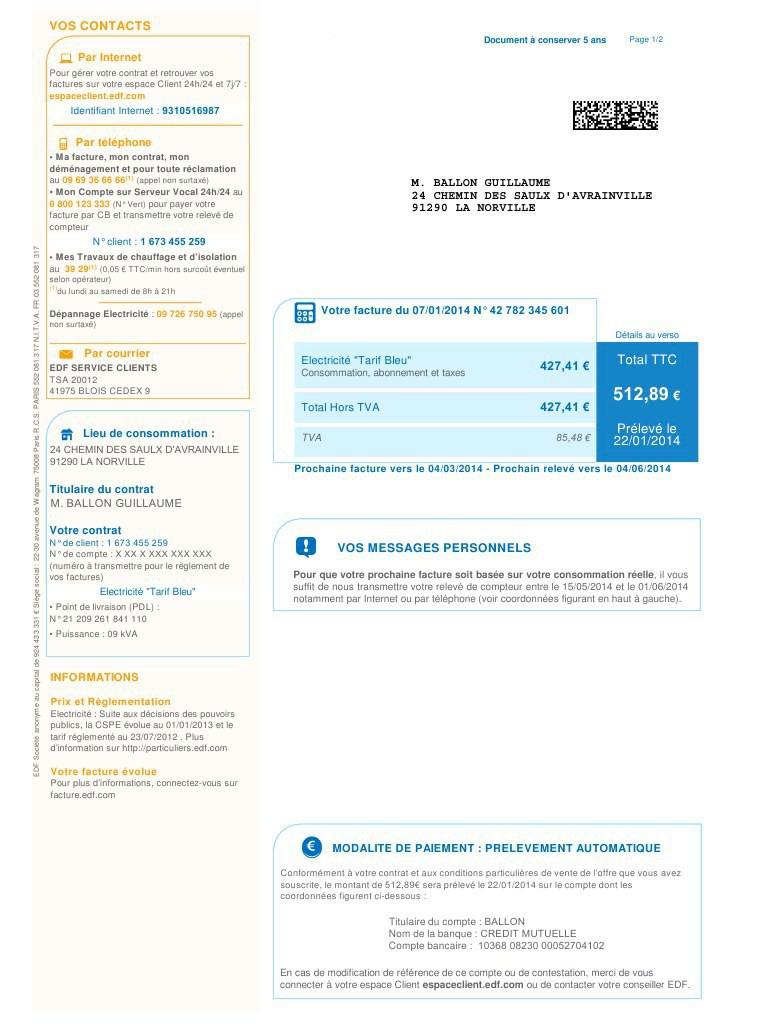 VOS CONTACTS
Par Internet
Pour gérer votre contrat et retrouver vos
factures sur votre espace Client 24h/24 et 7j/7 :
espaceclient.edf.com
Identifiant Internet : 9310516987
Par téléphone
• Ma facture, mon contrat, mon
déménagement et pour toute réclamation
au 09 69 36 66 66(1) (appel non surtaxé)
• Mon Compte sur Serveur Vocal 24h/24 au
0 800 123 333 (N° Vert) pour payer votre
facture par CB et transmettre votre relevé de
compteur
N° client : 1 673 455 259
• Mes Travaux de chauffage et d'isolation
au 39 29(1) (0,05 € TTC/min hors surcoût éventuel
selon opérateur)
(1)du lundi au samedi de 8h à 21h
Dépannage Electricité : 09 726 750 95 (appel
non surtaxé)
Par courrier
EDF SERVICE CLIENTS
TSA 20012
41975 BLOIS CEDEX 9
Lieu de consommation :
24 CHEMIN DES SAULX D'AVRAINVILLE
91290 LA NORVILLE
Titulaire du contrat
M. BALLON GUILLAUME
Votre contrat
N° de client : 1 673 455 259
N° de compte : X XX X XXX XXX XXX
(numéro à transmettre pour le règlement de
vos factures)
Electricité "Tarif Bleu"
• Point de livraison (PDL) :
N° 21 209 261 841 110
• Puissance : 09 kVA
INFORMATIONS
Prix et Règlementation
Electricité : Suite aux décisions des pouvoirs
publics, la CSPE évolue au 01/01/2013 et le
tarif réglementé au 23/07/2012 . Plus
d'information sur http://particuliers.edf.com
Votre facture évolue
Pour plus d'informations, connectez-vous sur
facture.edf.com
EDF Société anonyme au capital de 924 433 331 € Siège social : 22-30 avenue de Wagram 75008 Paris R.C.S. PARIS 552 081 317 N.I.T.V.A. FR 03 552 081 317
Document à conserver 5 ans Page 1/2
M. BALLON GUILLAUME
24 CHEMIN DES SAULX D'AVRAINVILLE
91290 LA NORVILLE
Votre facture du 07/01/2014 N° 42 782 345 601
Détails au verso
Electricité "Tarif Bleu"
Consommation, abonnement et taxes
427,41 €
Total Hors TVA 427,41 €
TVA 85,48 €
Total TTC
512,89 €
Prélevé le
22/01/2014
Prochaine facture vers le 04/03/2014 - Prochain relevé vers le 04/06/2014
VOS MESSAGES PERSONNELS
Pour que votre prochaine facture soit basée sur votre consommation réelle, il vous
suffit de nous transmettre votre relevé de compteur entre le 15/05/2014 et le 01/06/2014
notamment par Internet ou par téléphone (voir coordonnées figurant en haut à gauche).
MODALITE DE PAIEMENT : PRELEVEMENT AUTOMATIQUE
Conformément à votre contrat et aux conditions particulières de vente de l'offre que vous avez
souscrite, le montant de 512,89€ sera prélevé le 22/01/2014 sur le compte dont les
coordonnées figurent ci-dessous :
Titulaire du compte : BALLON
Nom de la banque : CREDIT MUTUELLE
Compte bancaire : 10368 08230 00052704102
En cas de modification de référence de ce compte ou de contestation, merci de vous
connecter à votre espace Client espaceclient.edf.com ou de contacter votre conseiller EDF.